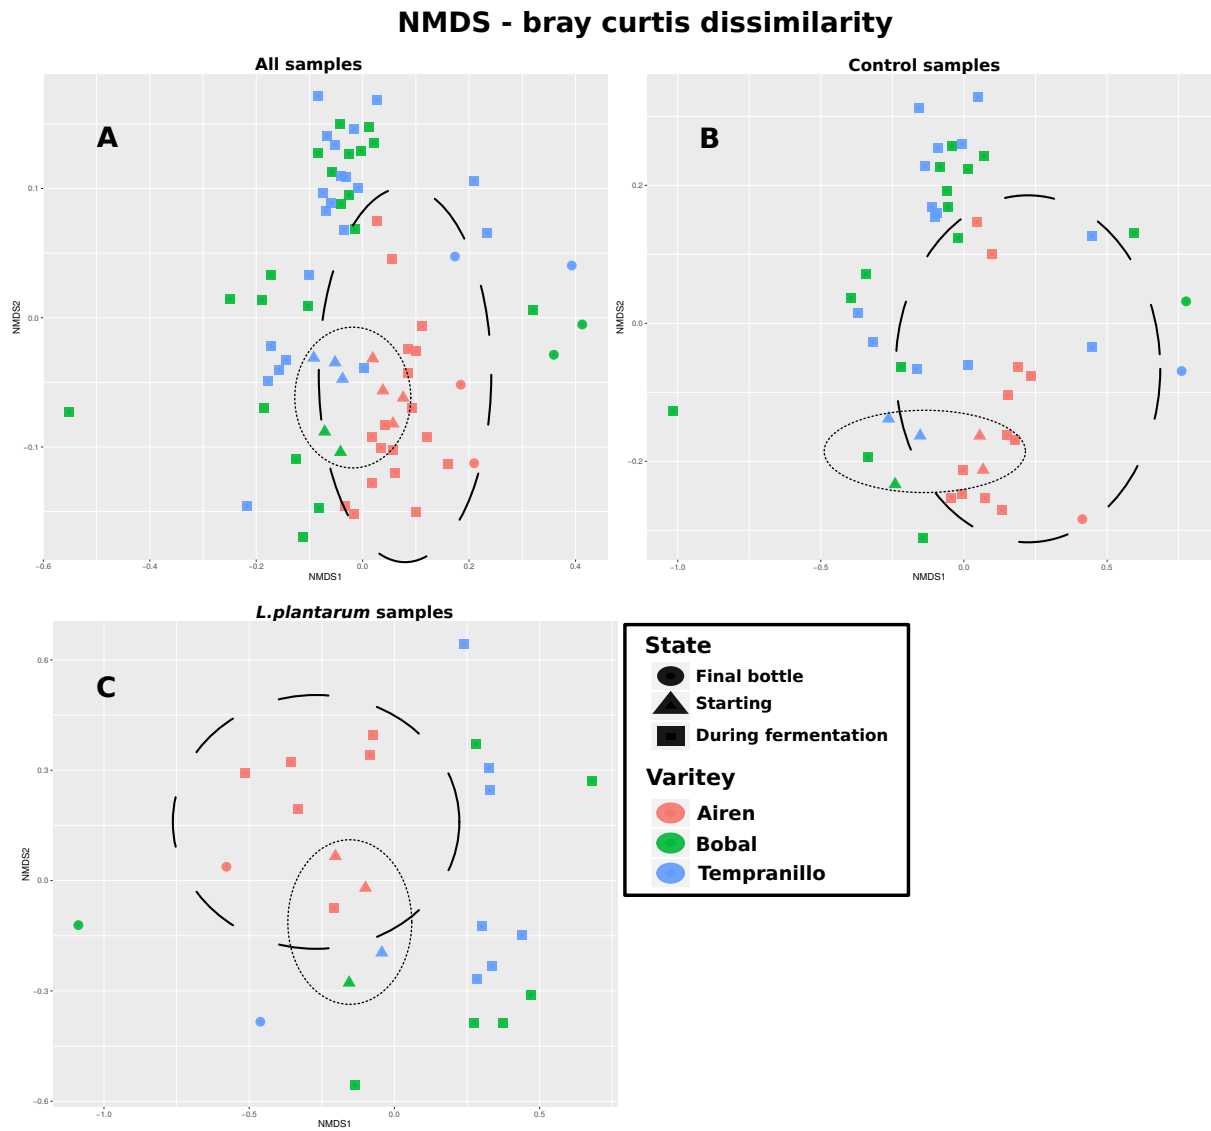 NMDS - bray curtis dissimilarity
All samples
A
0.1
0.0
−0.1
NMDS2
−0.6
−0.4
−0.2
0.0
0.2
0.4
NMDS1
Control samples
B
0.2
0.0
−0.2
NMDS2
−1.0
−0.5
0.0
0.5
NMDS1
L.plantarum samples
C
0.6
0.3
0.0
−0.3
−0.6
NMDS2
−1.0
−0.5
0.0
0.5
NMDS1
State
Final bottle
Starting
During fermentation
Varitey
Airen
Bobal
Tempranillo